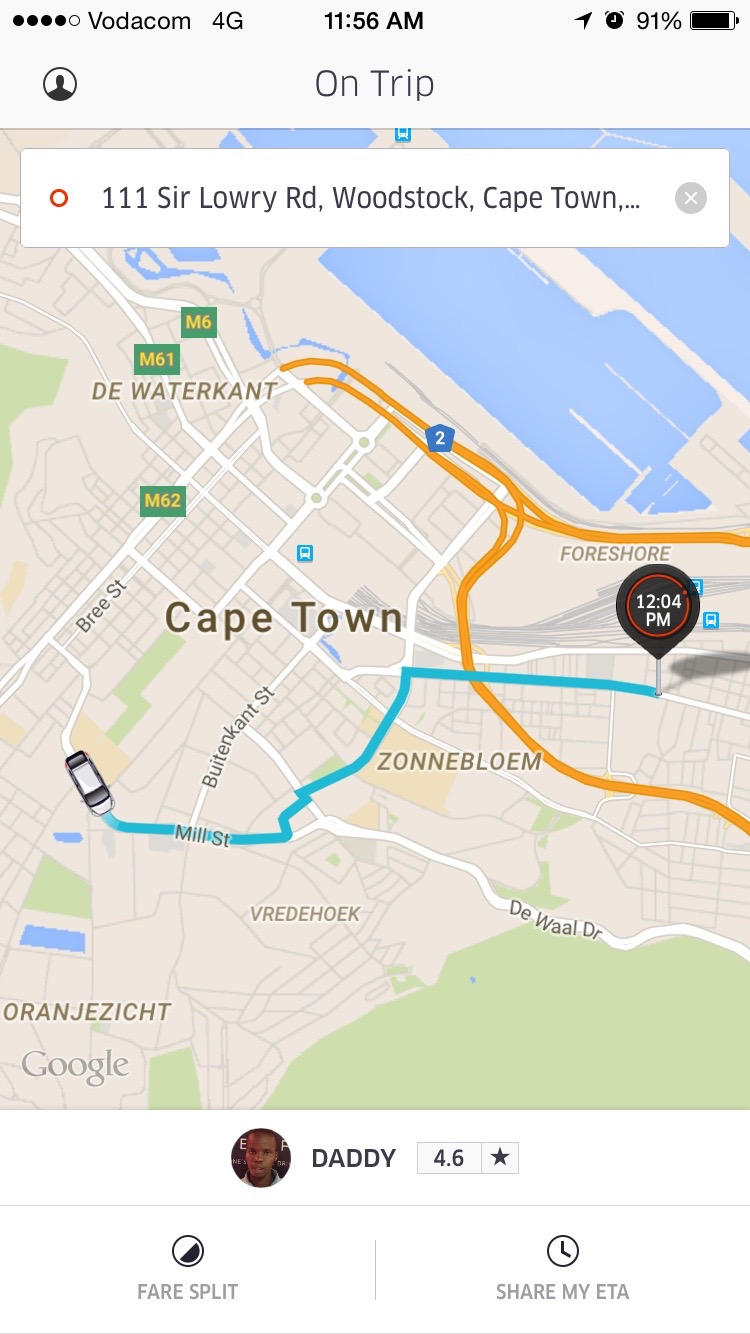 Vodacom 4G 11:56 AM 91%
On Trip
111 Sir Lowry Rd, Woodstock, Cape Town,...
M6
M61
DE WATERKANT
2
M62
FORESHORE
12:04
PM
Bree St
Cape Town
Buitenkant St
ZONNEBLOEM
Mill St
VREDEHOEK
De Waal Dr
ORANJEZICHT
Google
DADDY 4.6 ★
FARE SPLIT
SHARE MY ETA